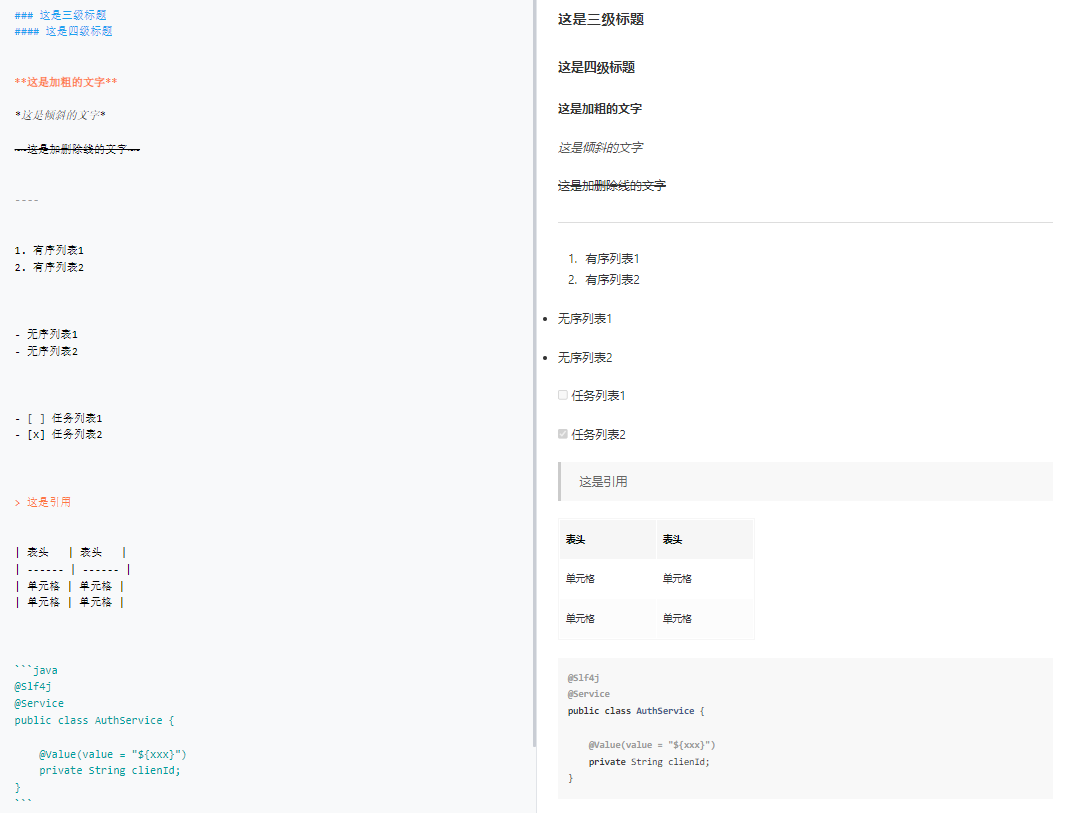 ### 这是三级标题
#### 这是四级标题
**这是加粗的文字**
*这是倾斜的文字*
~~这是加删除线的文字~~
----
1. 有序列表1
2. 有序列表2
- 无序列表1
- 无序列表2
- [ ] 任务列表1
- [x] 任务列表2
> 这是引用
| 表头   | 表头   |
| ------ | ------ |
| 单元格 | 单元格 |
| 单元格 | 单元格 |
```java
@Slf4j
@Service
public class AuthService {
    @Value(value = "${xxx}")
    private String clienId;
}
```
这是三级标题
这是四级标题
这是加粗的文字
这是倾斜的文字
这是加删除线的文字
1. 有序列表1
2. 有序列表2
• 无序列表1
• 无序列表2
任务列表1
任务列表2
这是引用
表头 表头
单元格 单元格
单元格 单元格
@Slf4j
@Service
public class AuthService {
    @Value(value = "${xxx}")
    private String clienId;
}